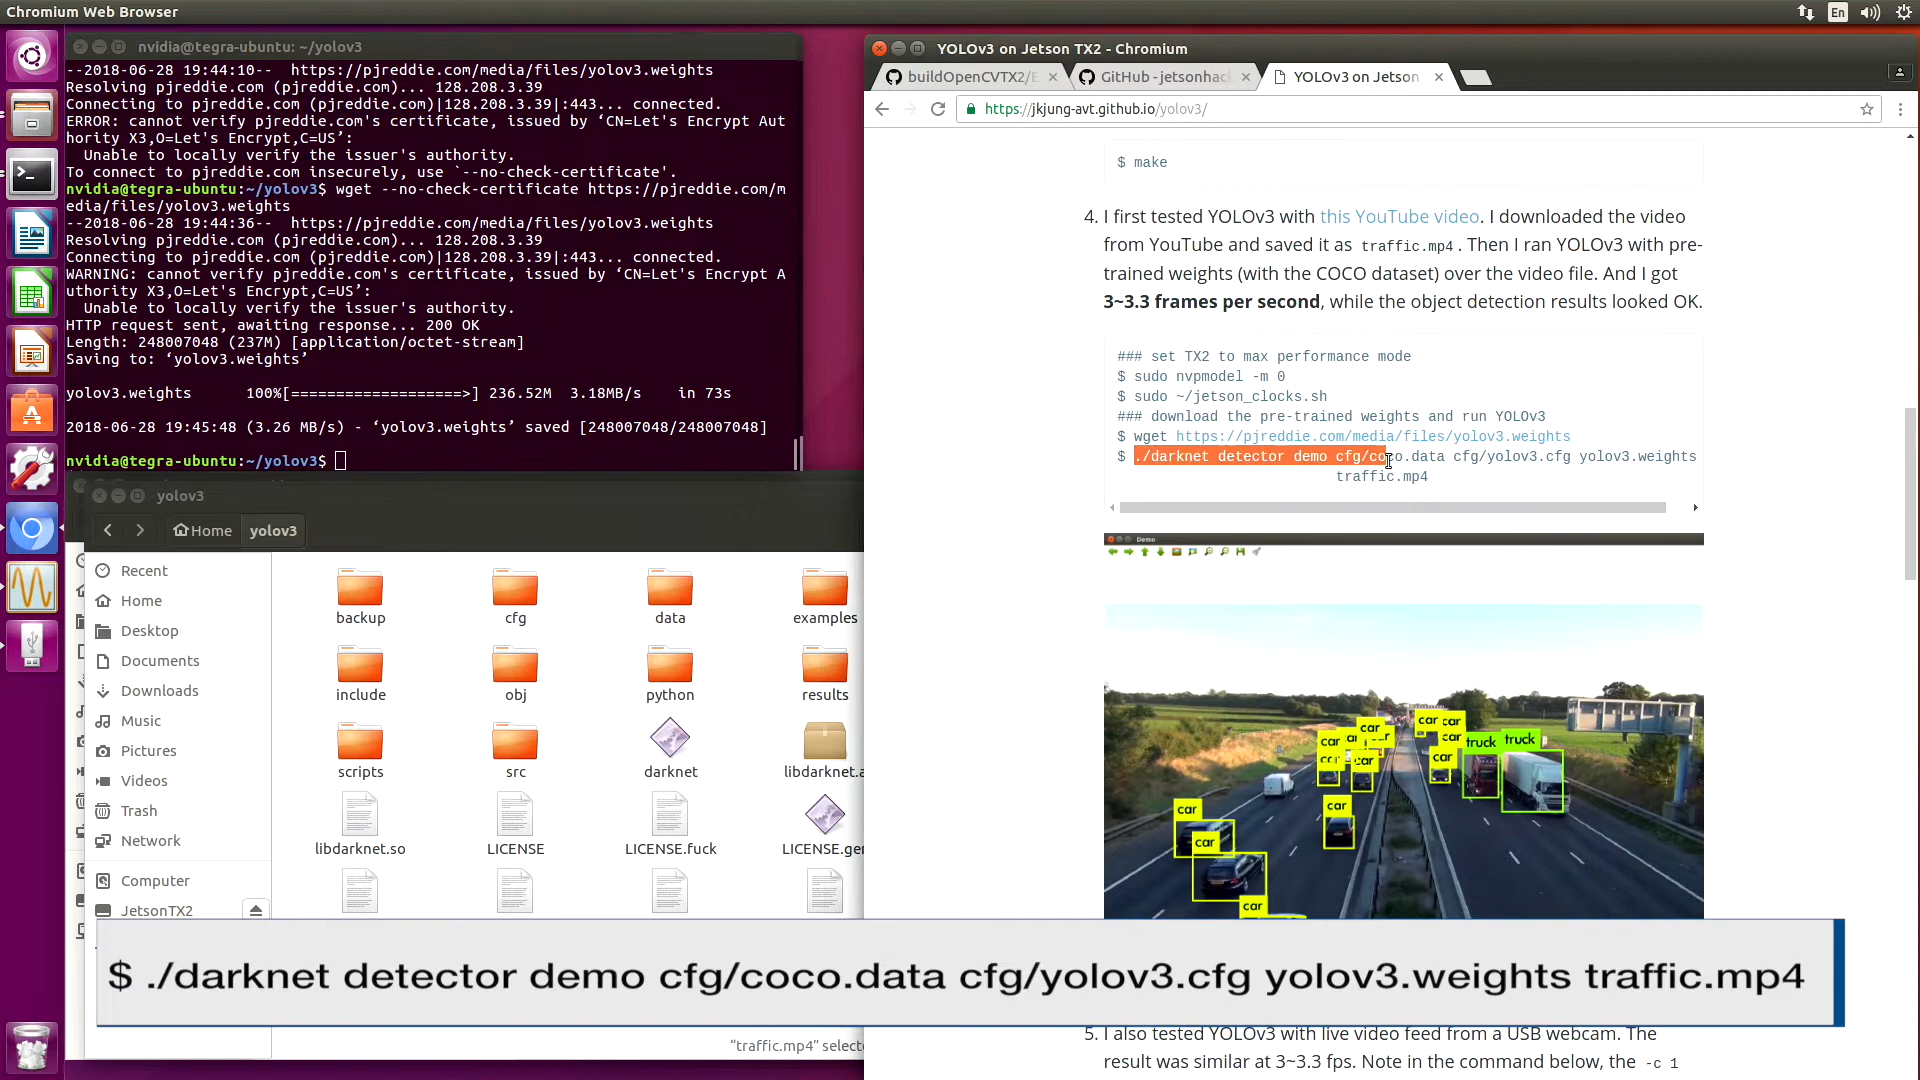 Chromium Web Browser
En
nvidia@tegra-ubuntu: ~/yolov3
--2018-06-28 19:44:10--  https://pjreddie.com/media/files/yolov3.weights
Resolving pjreddie.com (pjreddie.com)... 128.208.3.39
Connecting to pjreddie.com (pjreddie.com)|128.208.3.39|:443... connected.
ERROR: cannot verify pjreddie.com's certificate, issued by ‘CN=Let's Encrypt Aut
hority X3,O=Let's Encrypt,C=US’:
  Unable to locally verify the issuer's authority.
To connect to pjreddie.com insecurely, use `--no-check-certificate'.
nvidia@tegra-ubuntu:~/yolov3$ wget --no-check-certificate https://pjreddie.com/m
edia/files/yolov3.weights
--2018-06-28 19:44:36--  https://pjreddie.com/media/files/yolov3.weights
Resolving pjreddie.com (pjreddie.com)... 128.208.3.39
Connecting to pjreddie.com (pjreddie.com)|128.208.3.39|:443... connected.
WARNING: cannot verify pjreddie.com's certificate, issued by ‘CN=Let's Encrypt A
uthority X3,O=Let's Encrypt,C=US’:
  Unable to locally verify the issuer's authority.
HTTP request sent, awaiting response... 200 OK
Length: 248007048 (237M) [application/octet-stream]
Saving to: ‘yolov3.weights’
yolov3.weights      100%[===================>] 236.52M  3.18MB/s    in 73s
2018-06-28 19:45:48 (3.26 MB/s) - ‘yolov3.weights’ saved [248007048/248007048]
nvidia@tegra-ubuntu:~/yolov3$
yolov3
Home
yolov3
Recent
Home
Desktop
Documents
Downloads
Music
Pictures
Videos
Trash
Network
Computer
JetsonTX2
backup
cfg
data
examples
include
obj
python
results
scripts
src
darknet
libdarknet.a
libdarknet.so
LICENSE
LICENSE.fuck
LICENSE.ge
“traffic.mp4” selecte
YOLOv3 on Jetson TX2 - Chromium
buildOpenCVTX2/E
GitHub - jetsonhac
YOLOv3 on Jetson
https://jkjung-avt.github.io/yolov3/
$ make
4. I first tested YOLOv3 with this YouTube video. I downloaded the video
from YouTube and saved it as traffic.mp4. Then I ran YOLOv3 with pre-
trained weights (with the COCO dataset) over the video file. And I got
3~3.3 frames per second, while the object detection results looked OK.
### set TX2 to max performance mode
$ sudo nvpmodel -m 0
$ sudo ~/jetson_clocks.sh
### download the pre-trained weights and run YOLOv3
$ wget https://pjreddie.com/media/files/yolov3.weights
$ ./darknet detector demo cfg/coco.data cfg/yolov3.cfg yolov3.weights
traffic.mp4
Demo
car
car
car
truck
truck
car
car
car
car
car
car
car
car
car
car
car
$ ./darknet detector demo cfg/coco.data cfg/yolov3.cfg yolov3.weights traffic.mp4
5. I also tested YOLOv3 with live video feed from a USB webcam. The
result was similar at 3~3.3 fps. Note in the command below, the -c 1